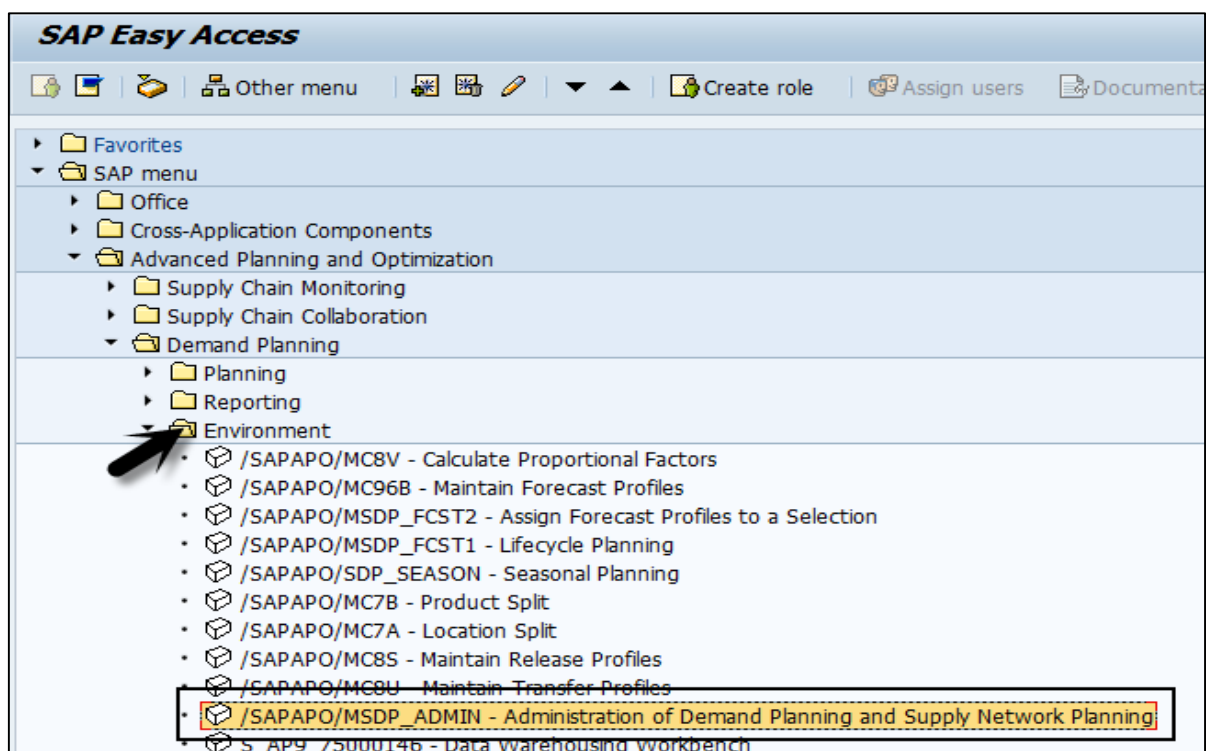 SAP Easy Access
Other menu Create role Assign users Documenta
Favorites
SAP menu
Office
Cross-Application Components
Advanced Planning and Optimization
Supply Chain Monitoring
Supply Chain Collaboration
Demand Planning
Planning
Reporting
Environment
/SAPAPO/MC8V - Calculate Proportional Factors
/SAPAPO/MC96B - Maintain Forecast Profiles
/SAPAPO/MSDP_FCST2 - Assign Forecast Profiles to a Selection
/SAPAPO/MSDP_FCST1 - Lifecycle Planning
/SAPAPO/SDP_SEASON - Seasonal Planning
/SAPAPO/MC7B - Product Split
/SAPAPO/MC7A - Location Split
/SAPAPO/MC8S - Maintain Release Profiles
/SAPAPO/MC8U - Maintain Transfer Profiles
/SAPAPO/MSDP_ADMIN - Administration of Demand Planning and Supply Network Planning
S_AP9_75000146 - Data Warehousing Workbench